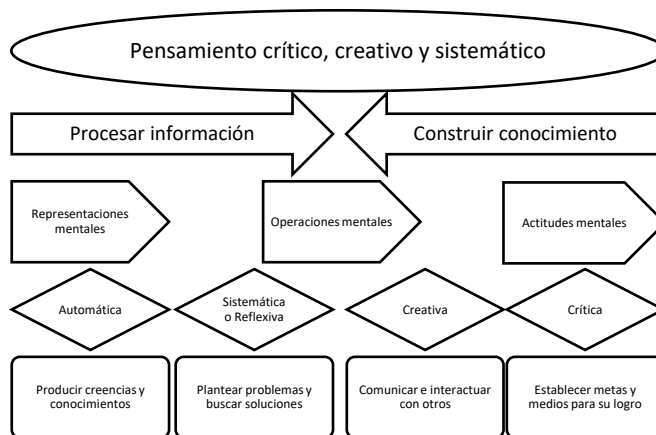 Pensamiento crítico, creativo y sistemático
Procesar información
Construir conocimiento
Representaciones
mentales
Operaciones mentales
Actitudes mentales
Automática
Sistemática
o Reflexiva
Creativa
Crítica
Producir creencias y
conocimientos
Plantear problemas y
buscar soluciones
Comunicar e interactuar
con otros
Establecer metas y
medios para su logro